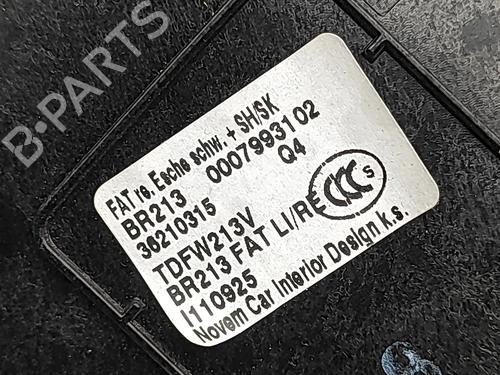 B-PARTS
FAT re. Esche schw. + SH/SK
BR213 0007993102
36210315 Q4
TDFW213V
BR213 FAT LI/RE
CCC S
I110925
Novem Car Interior Design k.s.